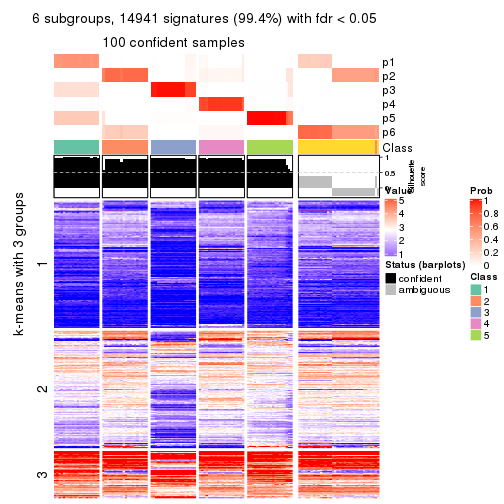 6 subgroups, 14941 signatures (99.4%) with fdr < 0.05
100 confident samples
p1
p2
p3
p4
p5
p6
Class
1
0.5
0
Silhouette
score
k-means with 3 groups
1
2
3
Value
5
4
3
2
1
Status (barplots)
confident
ambiguous
Prob
1
0.8
0.6
0.4
0.2
0
Class
1
2
3
4
5